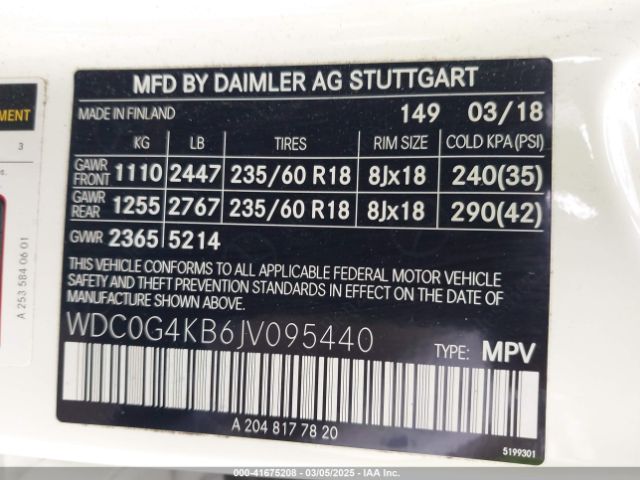 MFD BY DAIMLER AG STUTTGART
MADE IN FINLAND 149 03/18
KG LB TIRES RIM SIZE COLD KPA(PSI)
GAWR FRONT 1110 2447 235/60 R18 8Jx18 240(35)
GAWR REAR 1255 2767 235/60 R18 8Jx18 290(42)
GVWR 2365 5214
THIS VEHICLE CONFORMS TO ALL APPLICABLE FEDERAL MOTOR VEHICLE
SAFETY AND THEFT PREVENTION STANDARDS IN EFFECT ON THE DATE
OF MANUFACTURE SHOWN ABOVE.
WDC0G4KB6JV095440
TYPE: MPV
A 204 817 78 20
5199301
MENT
3
A 253 584 06 01
000-41675208 - 03/05/2025 - IAA Inc.